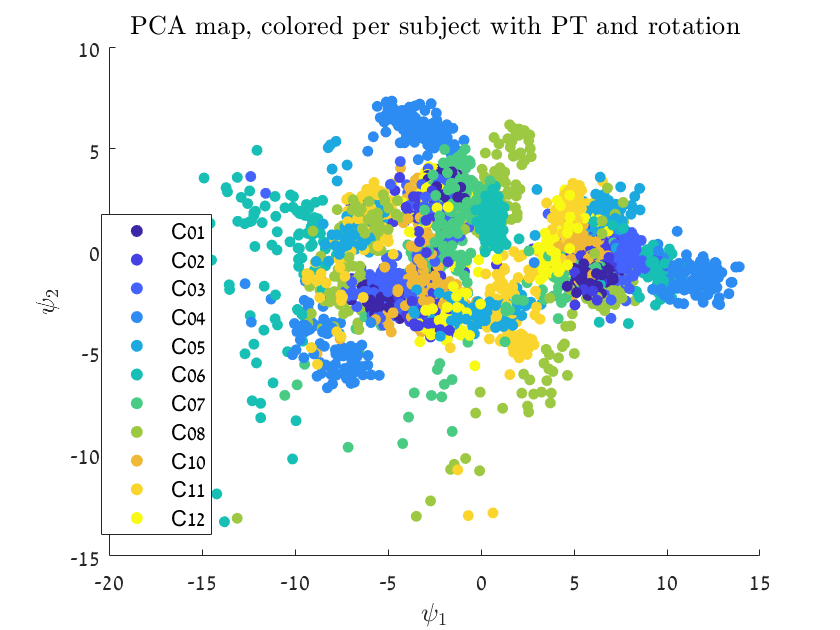 PCA map, colored per subject with PT and rotation
10
5
0
-5
-10
-15
ψ2
C01
C02
C03
C04
C05
C06
C07
C08
C10
C11
C12
-20
-15
-10
-5
0
5
10
15
ψ1